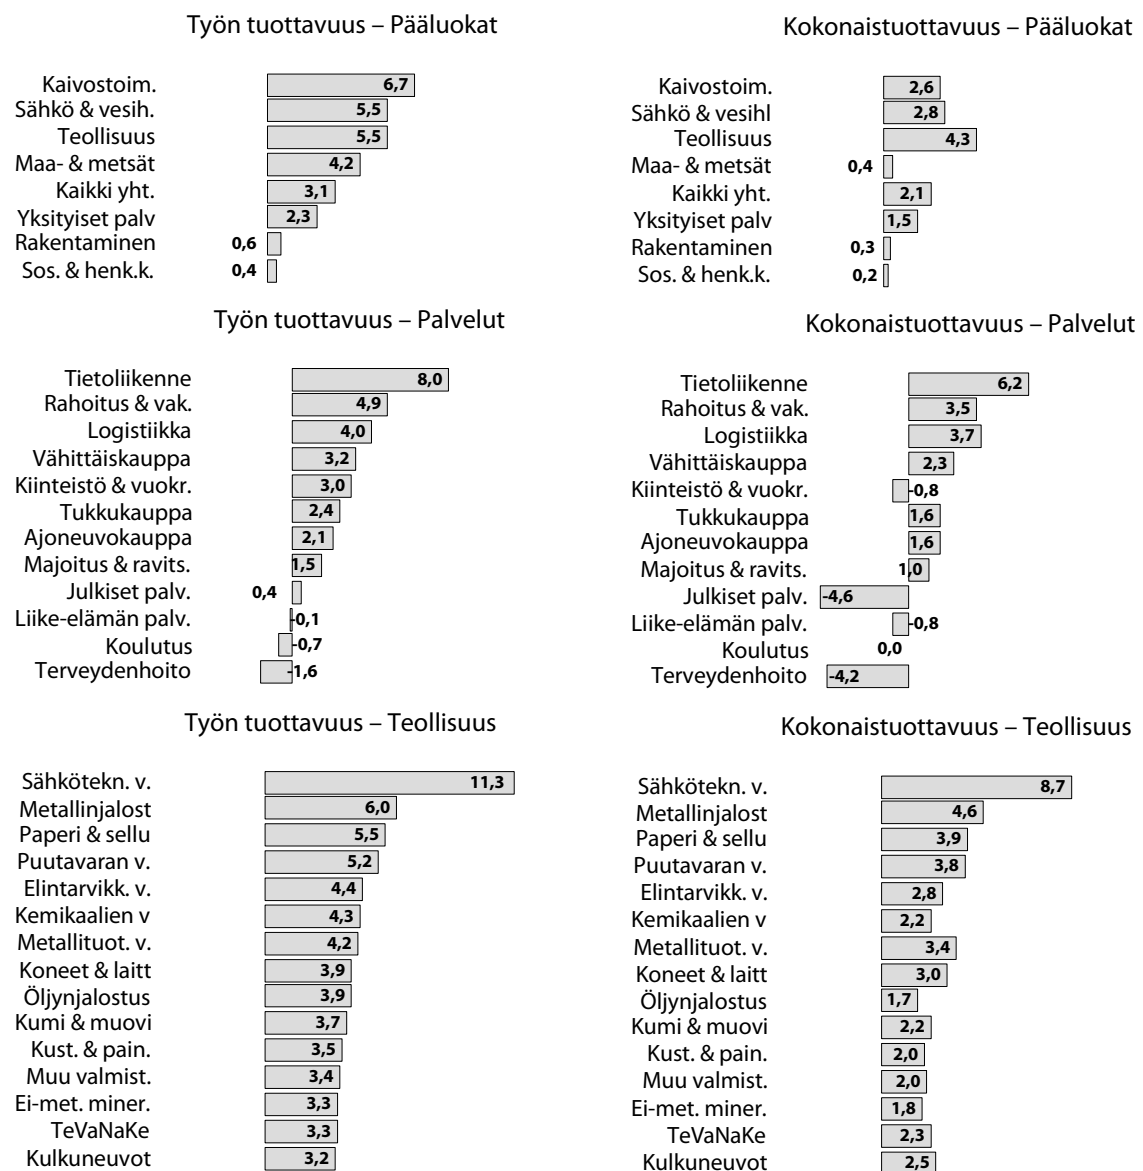 Työn tuottavuus – Pääluokat
Kaivostoim. 6,7
Sähkö & vesih. 5,5
Teollisuus 5,5
Maa- & metsät 4,2
Kaikki yht. 3,1
Yksityiset palv 2,3
Rakentaminen 0,6
Sos. & henk.k. 0,4
Kokonaistuottavuus – Pääluokat
Kaivostoim. 2,6
Sähkö & vesihl 2,8
Teollisuus 4,3
Maa- & metsät 0,4
Kaikki yht. 2,1
Yksityiset palv 1,5
Rakentaminen 0,3
Sos. & henk.k. 0,2
Työn tuottavuus – Palvelut
Tietoliikenne 8,0
Rahoitus & vak. 4,9
Logistiikka 4,0
Vähittäiskauppa 3,2
Kiinteistö & vuokr. 3,0
Tukkukauppa 2,4
Ajoneuvokauppa 2,1
Majoitus & ravits. 1,5
Julkiset palv. 0,4
Liike-elämän palv. -0,1
Koulutus -0,7
Terveydenhoito -1,6
Kokonaistuottavuus – Palvelut
Tietoliikenne 6,2
Rahoitus & vak. 3,5
Logistiikka 3,7
Vähittäiskauppa 2,3
Kiinteistö & vuokr. -0,8
Tukkukauppa 1,6
Ajoneuvokauppa 1,6
Majoitus & ravits. 1,0
Julkiset palv. -4,6
Liike-elämän palv. -0,8
Koulutus 0,0
Terveydenhoito -4,2
Työn tuottavuus – Teollisuus
Sähkötekn. v. 11,3
Metallinjalost 6,0
Paperi & sellu 5,5
Puutavaran v. 5,2
Elintarvikk. v. 4,4
Kemikaalien v 4,3
Metallituot. v. 4,2
Koneet & laitt 3,9
Öljynjalostus 3,9
Kumi & muovi 3,7
Kust. & pain. 3,5
Muu valmist. 3,4
Ei-met. miner. 3,3
TeVaNaKe 3,3
Kulkuneuvot 3,2
Kokonaistuottavuus – Teollisuus
Sähkötekn. v. 8,7
Metallinjalost 4,6
Paperi & sellu 3,9
Puutavaran v. 3,8
Elintarvikk. v. 2,8
Kemikaalien v 2,2
Metallituot. v. 3,4
Koneet & laitt 3,0
Öljynjalostus 1,7
Kumi & muovi 2,2
Kust. & pain. 2,0
Muu valmist. 2,0
Ei-met. miner. 1,8
TeVaNaKe 2,3
Kulkuneuvot 2,5